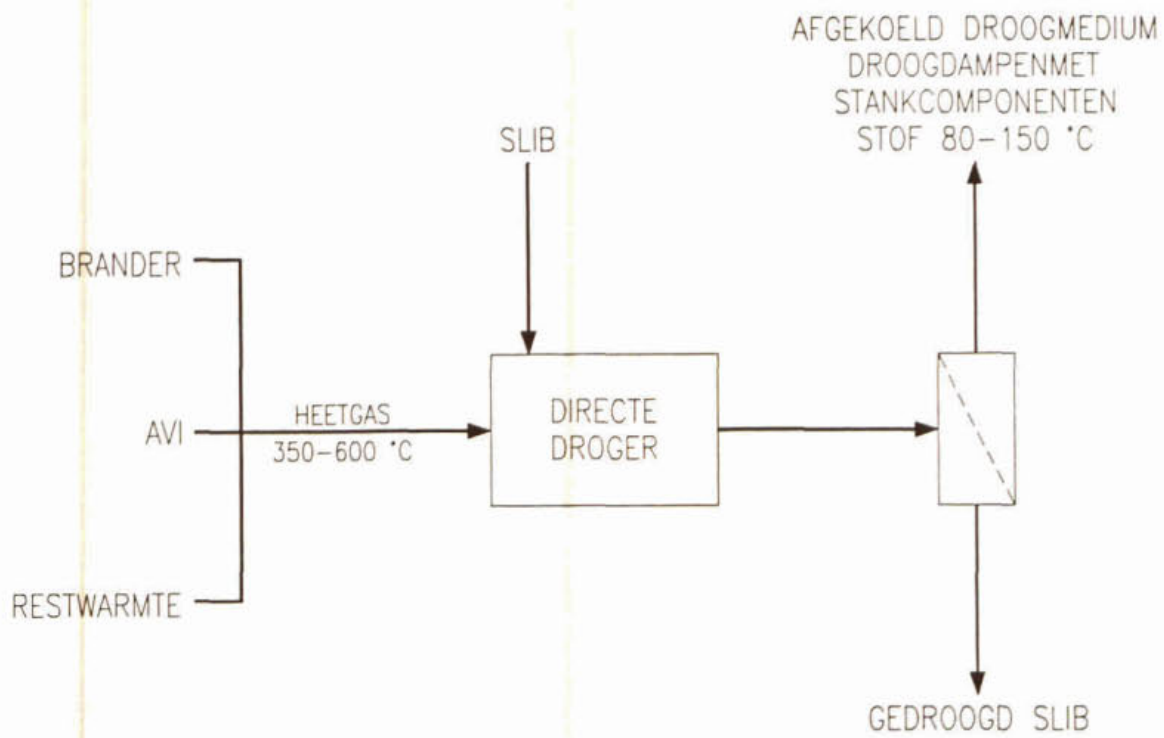 AFGEKOELD DROOGMEDIUM
DROOGDAMPENMET
STANKCOMPONENTEN
STOF 80-150 °C
SLIB
BRANDER
AVI
HEETGAS
350-600 °C
DIRECTE
DROGER
RESTWARMTE
GEDROOGD SLIB